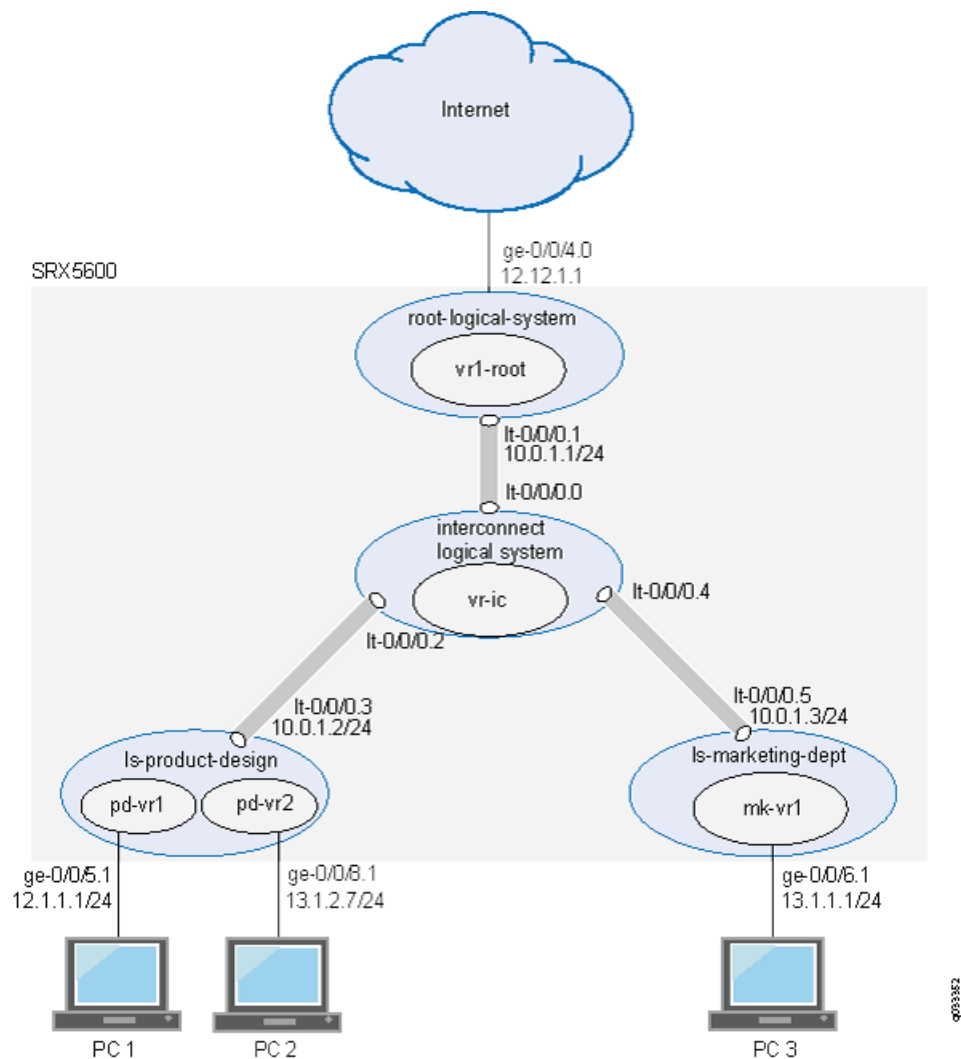 Internet
ge-0/0/4.0
12.12.1.1
SRX5600
root-logical-system
vr1-root
lt-0/0/0.1
10.0.1.1/24
lt-0/0/0.0
interconnect
logical system
vr-ic
lt-0/0/0.4
lt-0/0/0.2
lt-0/0/0.3
10.0.1.2/24
lt-0/0/0.5
10.0.1.3/24
ls-product-design
ls-marketing-dept
pd-vr1
pd-vr2
mk-vr1
ge-0/0/5.1
12.1.1.1/24
ge-0/0/8.1
13.1.2.7/24
ge-0/0/6.1
13.1.1.1/24
PC 1
PC 2
PC 3
g033352